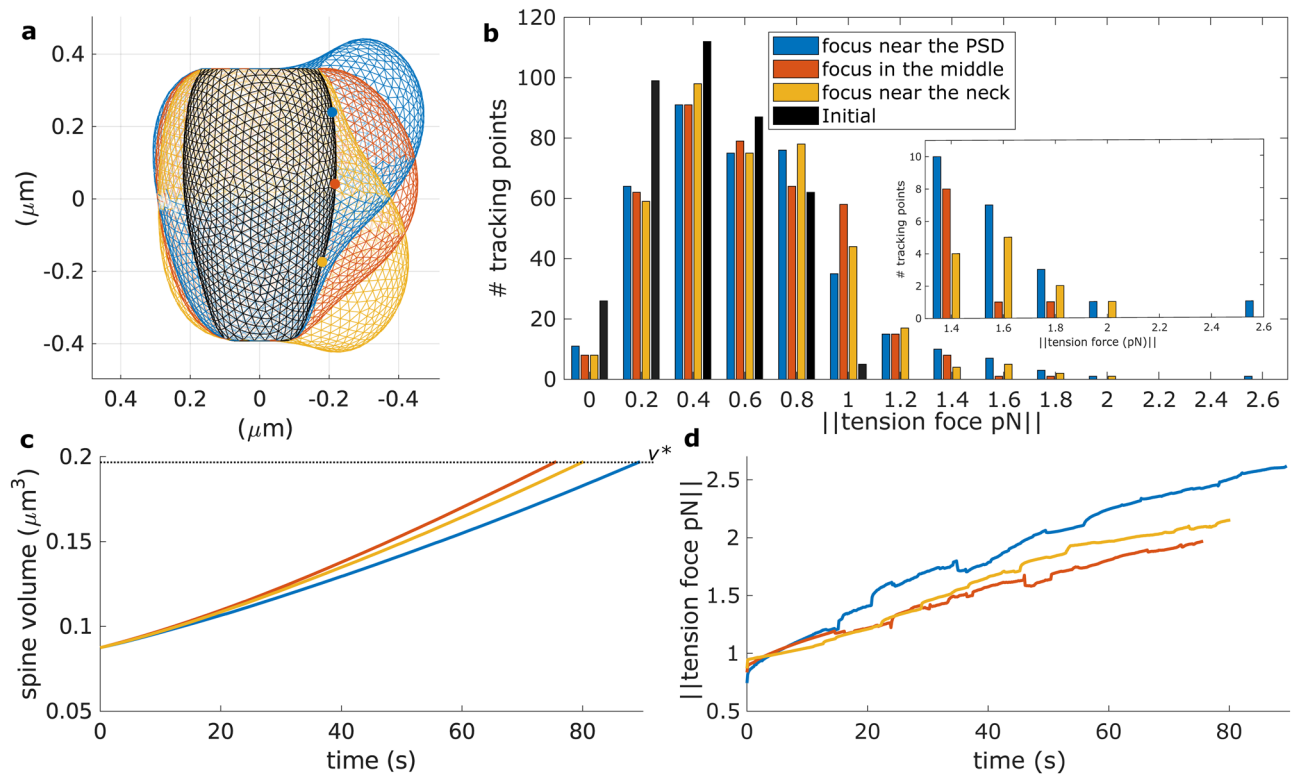 a
0.4
0.2
0
-0.2
-0.4
(μm)
0.4
0.2
0
-0.2
-0.4
(μm)
b
120
100
80
60
40
20
0
# tracking points
focus near the PSD
focus in the middle
focus near the neck
Initial
10
8
6
4
2
0
# tracking points
1.4 1.6 1.8 2 2.2 2.4 2.6
||tension force (pN)||
0 0.2 0.4 0.6 0.8 1 1.2 1.4 1.6 1.8 2 2.6
||tension foce pN||
c
0.2
0.15
0.1
0.05
spine volume (μm³)
v*
0 20 40 60 80
time (s)
d
2.5
2
1.5
1
0.5
||tension foce pN||
0 20 40 60 80
time (s)